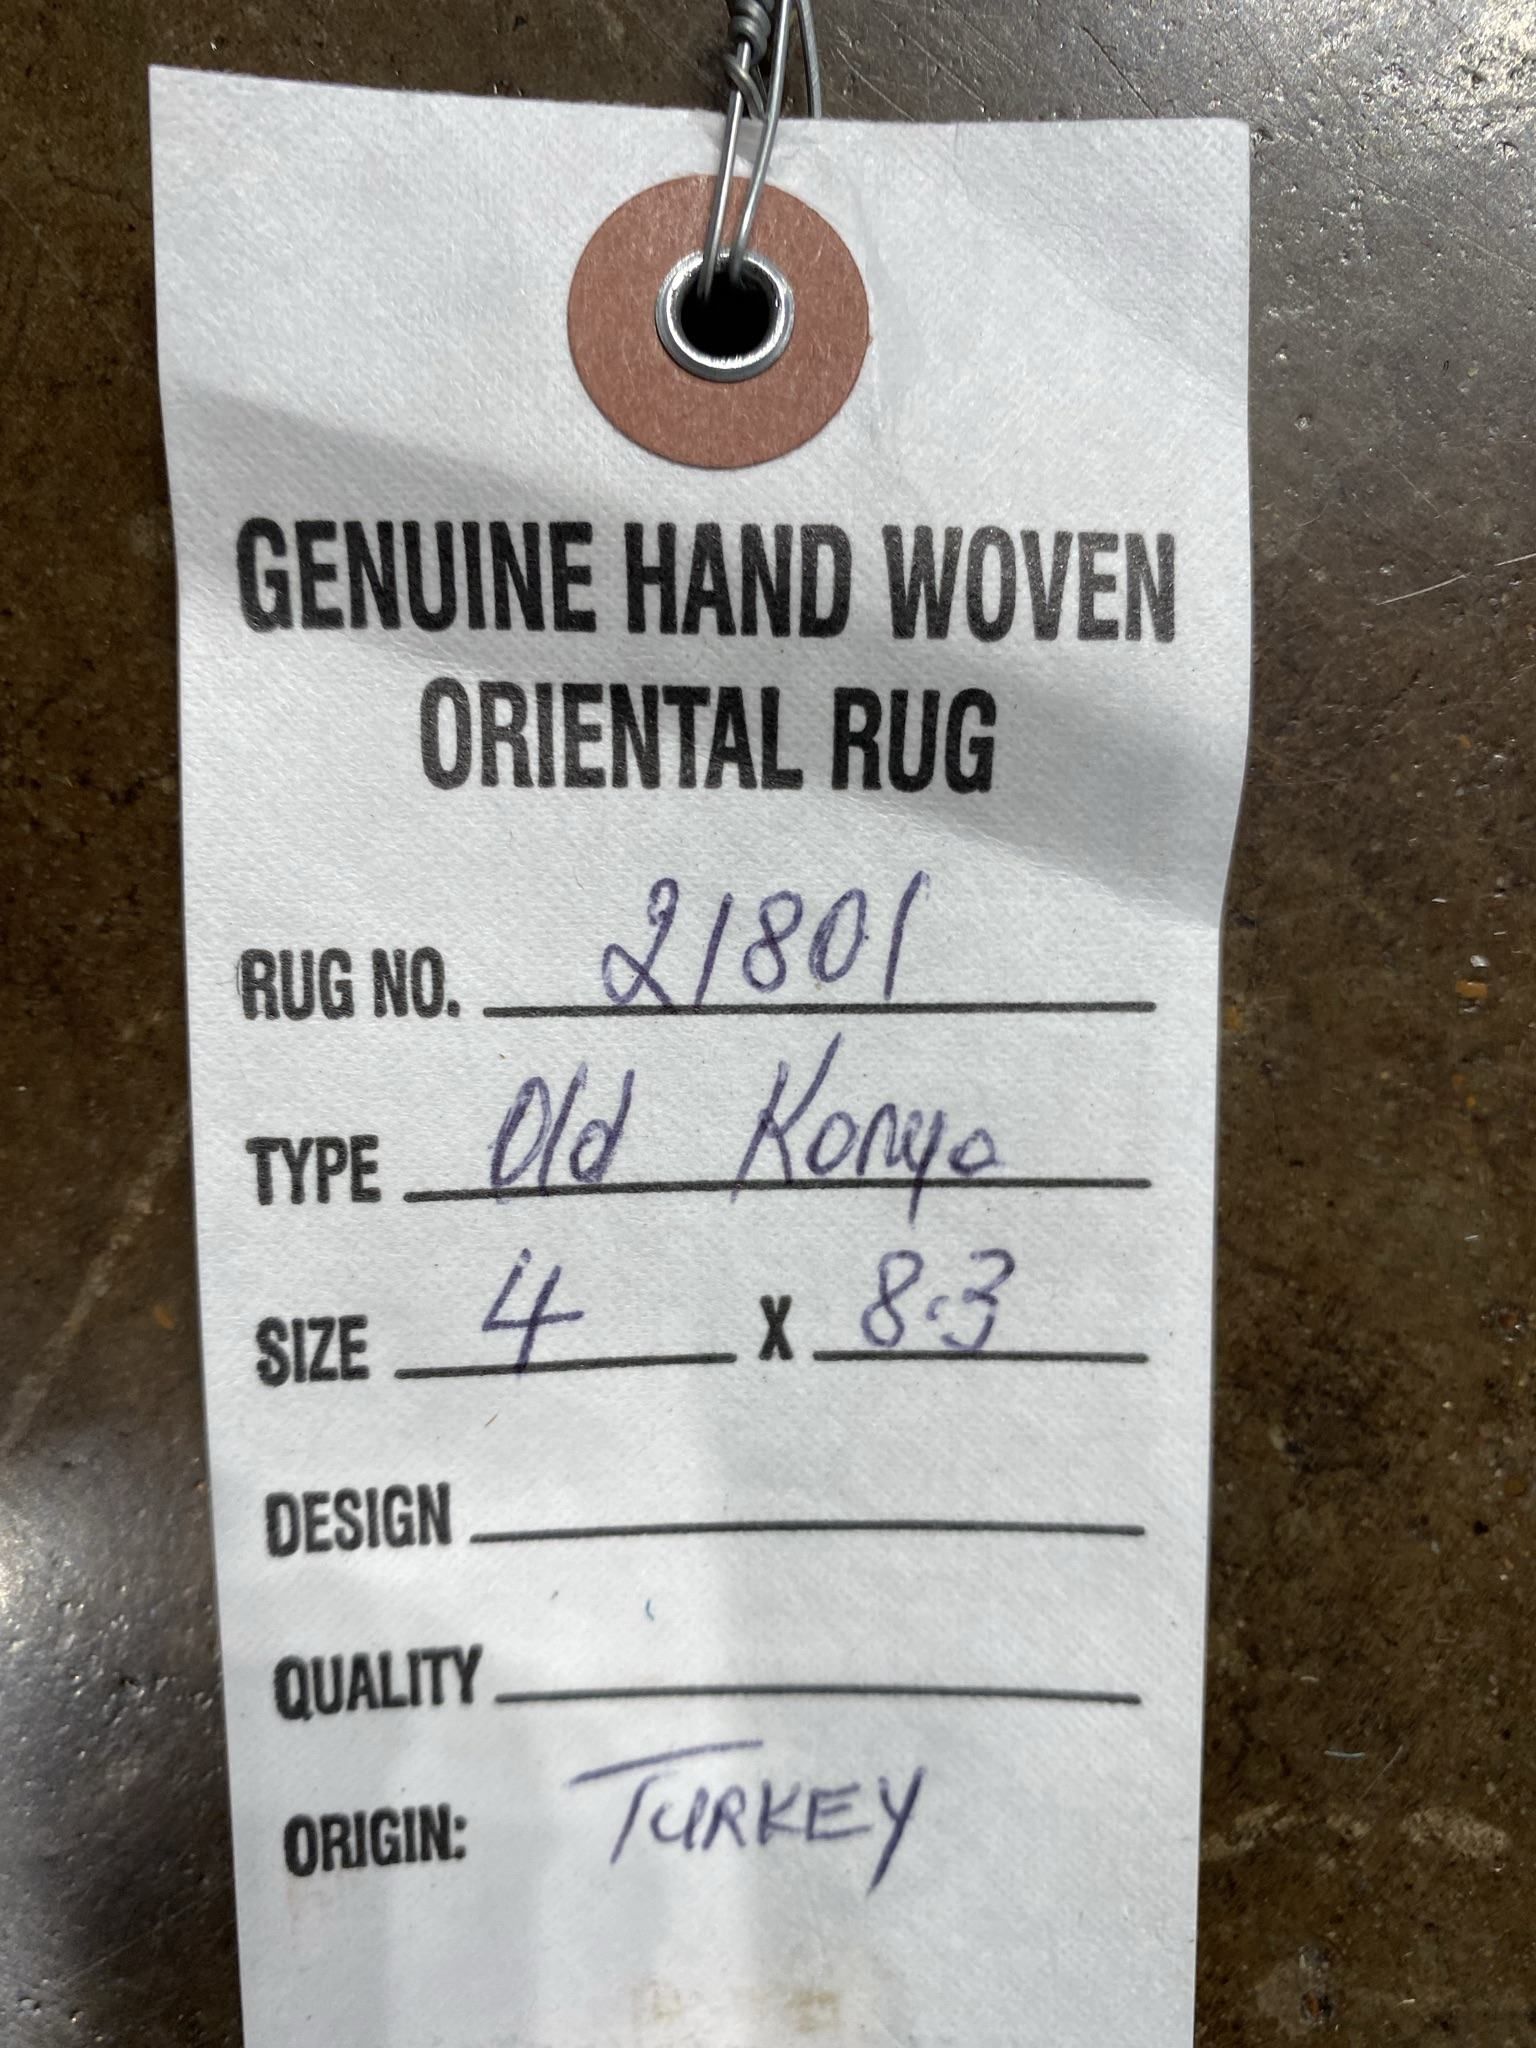 GENUINE HAND WOVEN
ORIENTAL RUG
RUG NO. 21801
TYPE Old Konya
SIZE 4 X 8.3
DESIGN
QUALITY
ORIGIN: TURKEY